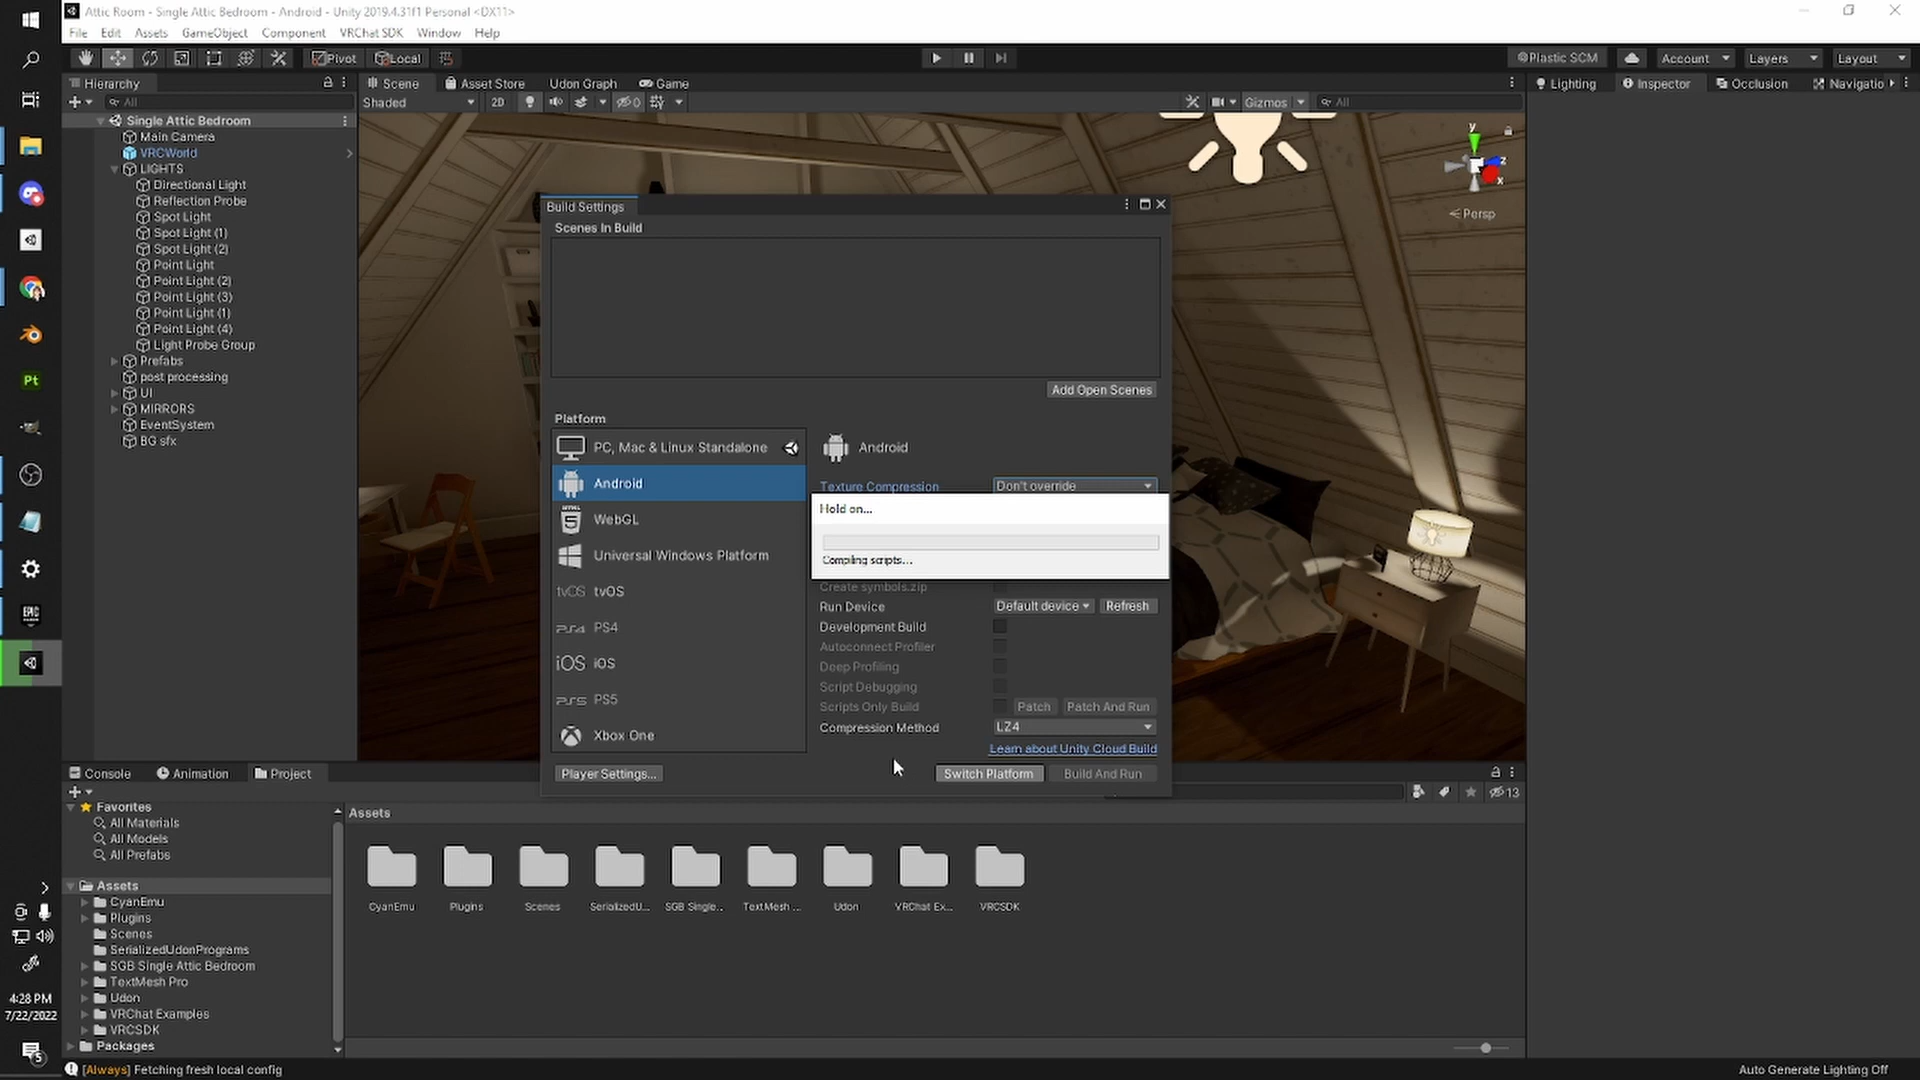 Attic Room - Single Attic Bedroom - Android - Unity 2019.4.31f1 Personal <DX11>
File Edit Assets GameObject Component VRChat SDK Window Help
Pivot Local
Plastic SCM Account Layers Layout
Hierarchy
Scene Asset Store Udon Graph Game
Lighting Inspector Occlusion Navigatio
All
Shaded 2D 0 Gizmos All
Single Attic Bedroom
Main Camera
VRCWorld
LIGHTS
Directional Light
Reflection Probe
Spot Light
Spot Light (1)
Spot Light (2)
Point Light
Point Light (2)
Point Light (3)
Point Light (1)
Point Light (4)
Light Probe Group
Prefabs
post processing
UI
MIRRORS
EventSystem
BG sfx
y
z
x
Persp
Build Settings
Scenes In Build
Add Open Scenes
Platform
PC, Mac & Linux Standalone
Android
WebGL
Universal Windows Platform
tvOS tvOS
PS4 PS4
iOS iOS
PS5 PS5
Xbox One
Android
Texture Compression Don't override
Hold on...
Compiling scripts...
Create symbols.zip
Run Device Default device Refresh
Development Build
Autoconnect Profiler
Deep Profiling
Script Debugging
Scripts Only Build Patch Patch And Run
Compression Method LZ4
Learn about Unity Cloud Build
Player Settings... Switch Platform Build And Run
Console Animation Project
13
Favorites
All Materials
All Models
All Prefabs
Assets
CyanEmu
Plugins
Scenes
SerializedUdonPrograms
SGB Single Attic Bedroom
TextMesh Pro
Udon
VRChat Examples
VRCSDK
Packages
Assets
CyanEmu Plugins Scenes SerializedU... SGB Single... TextMesh ... Udon VRChat Ex... VRCSDK
[Always] Fetching fresh local config
Auto Generate Lighting Off
Pt
EPIC
GAMES
4:28 PM
7/22/2022
5